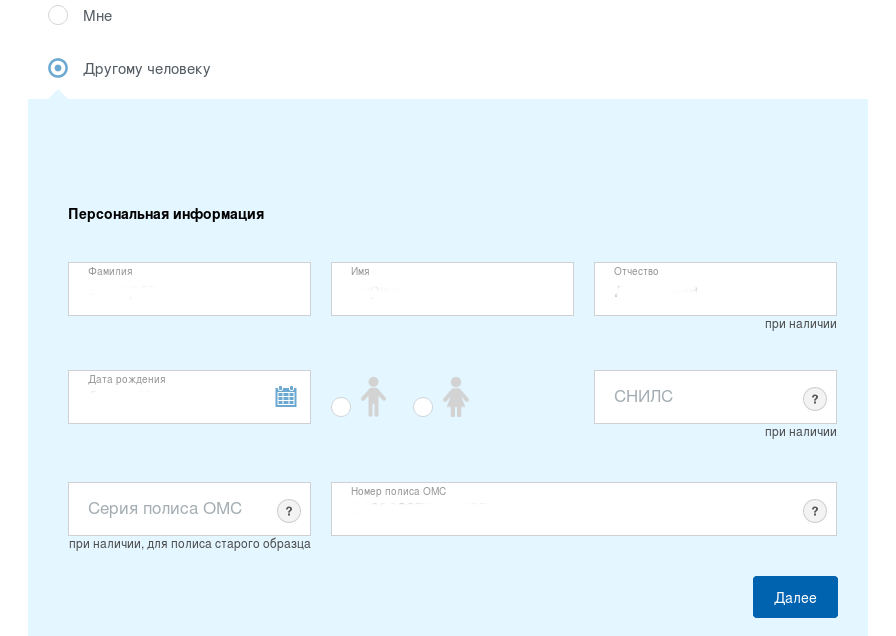 Мне
Другому человеку
Персональная информация
Фамилия
Имя
Отчество
при наличии
Дата рождения
СНИЛС
?
при наличии
Серия полиса ОМС
?
Номер полиса ОМС
?
при наличии, для полиса старого образца
Далее